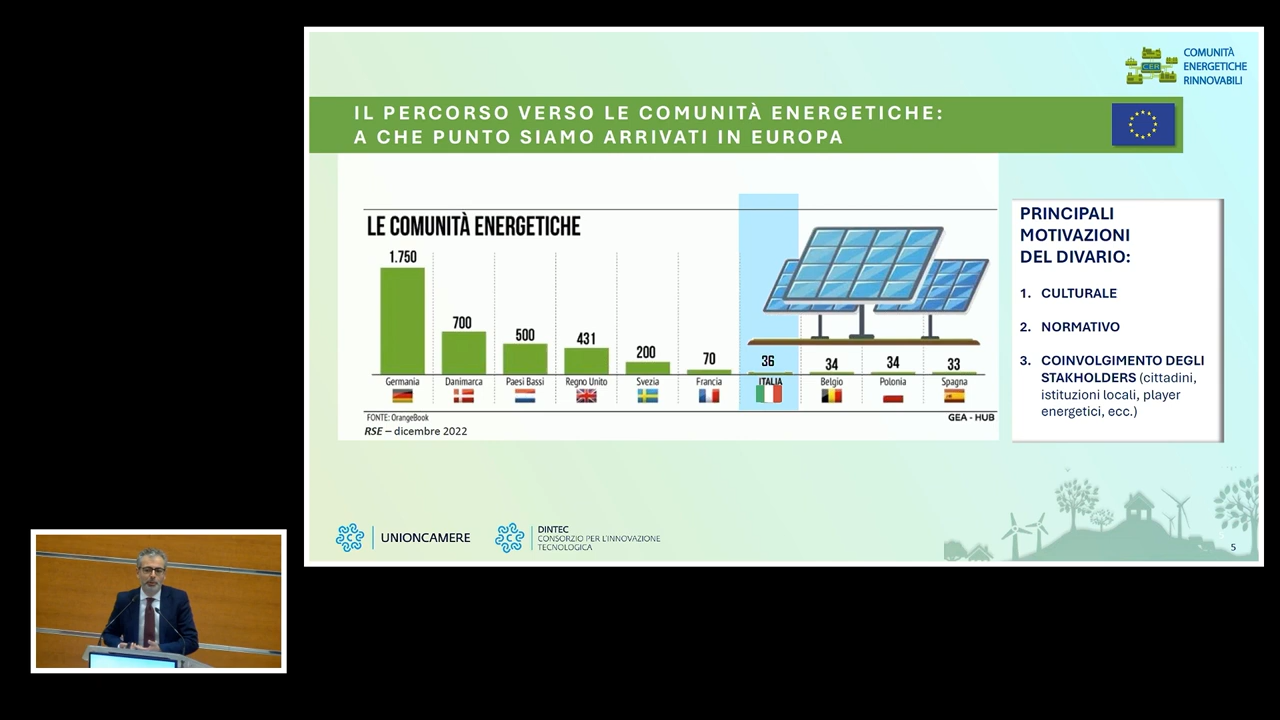 COMUNITÀ
ENERGETICHE
RINNOVABILI
CER
IL PERCORSO VERSO LE COMUNITÀ ENERGETICHE:
A CHE PUNTO SIAMO ARRIVATI IN EUROPA
LE COMUNITÀ ENERGETICHE
1.750
700
500
431
200
70
36
34
34
33
Germania
Danimarca
Paesi Bassi
Regno Unito
Svezia
Francia
ITALIA
Belgio
Polonia
Spagna
FONTE: OrangeBook
GEA - HUB
RSE – dicembre 2022
PRINCIPALI
MOTIVAZIONI
DEL DIVARIO:
1. CULTURALE
2. NORMATIVO
3. COINVOLGIMENTO DEGLI
STAKHOLDERS (cittadini,
istituzioni locali, player
energetici, ecc.)
UNIONCAMERE
DINTEC
CONSORZIO PER L'INNOVAZIONE
TECNOLOGICA
5